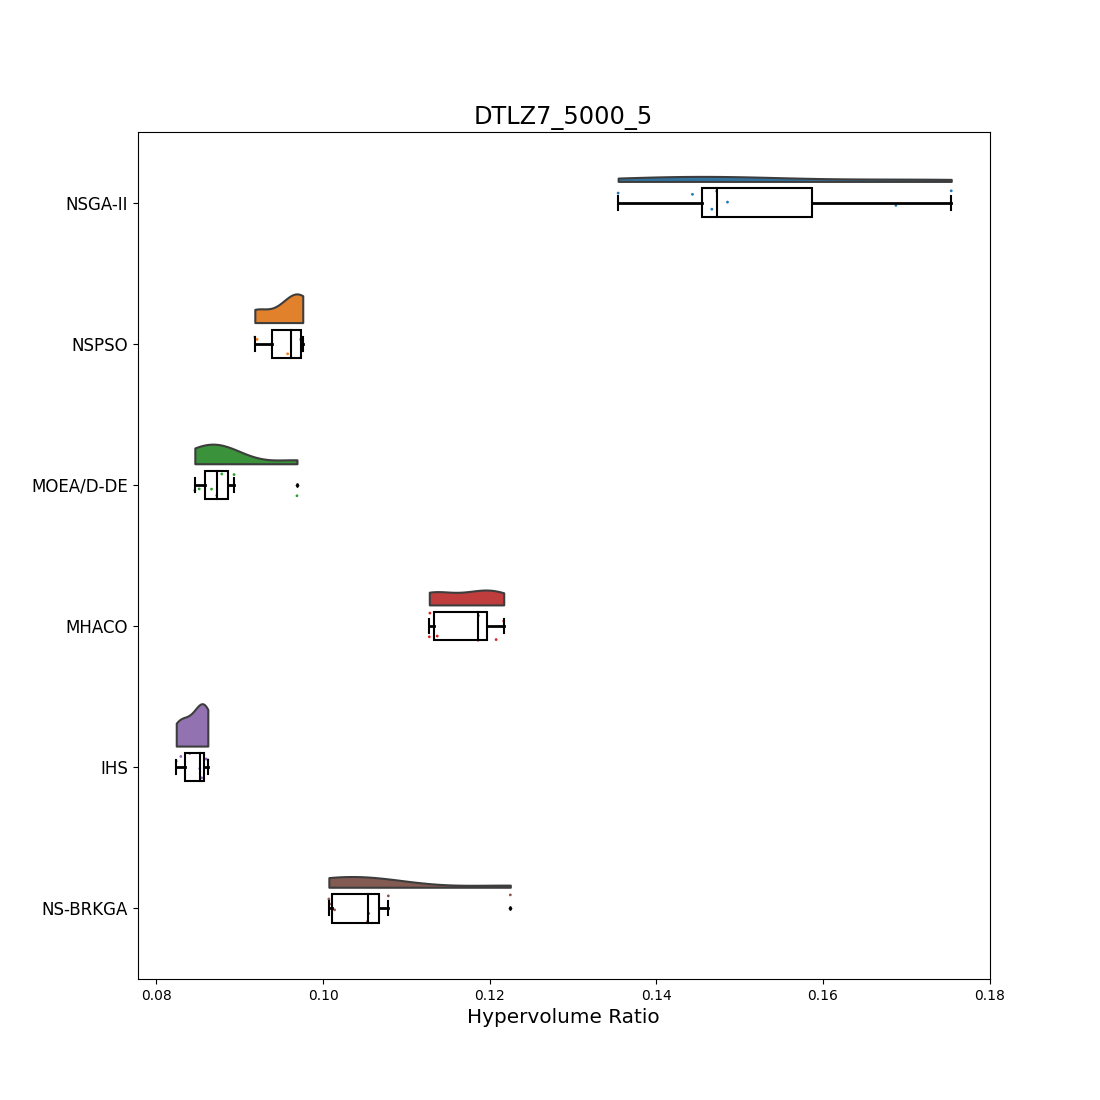 DTLZ7_5000_5
NSGA-II
NSPSO
MOEA/D-DE
MHACO
IHS
NS-BRKGA
0.08 0.10 0.12 0.14 0.16 0.18
Hypervolume Ratio